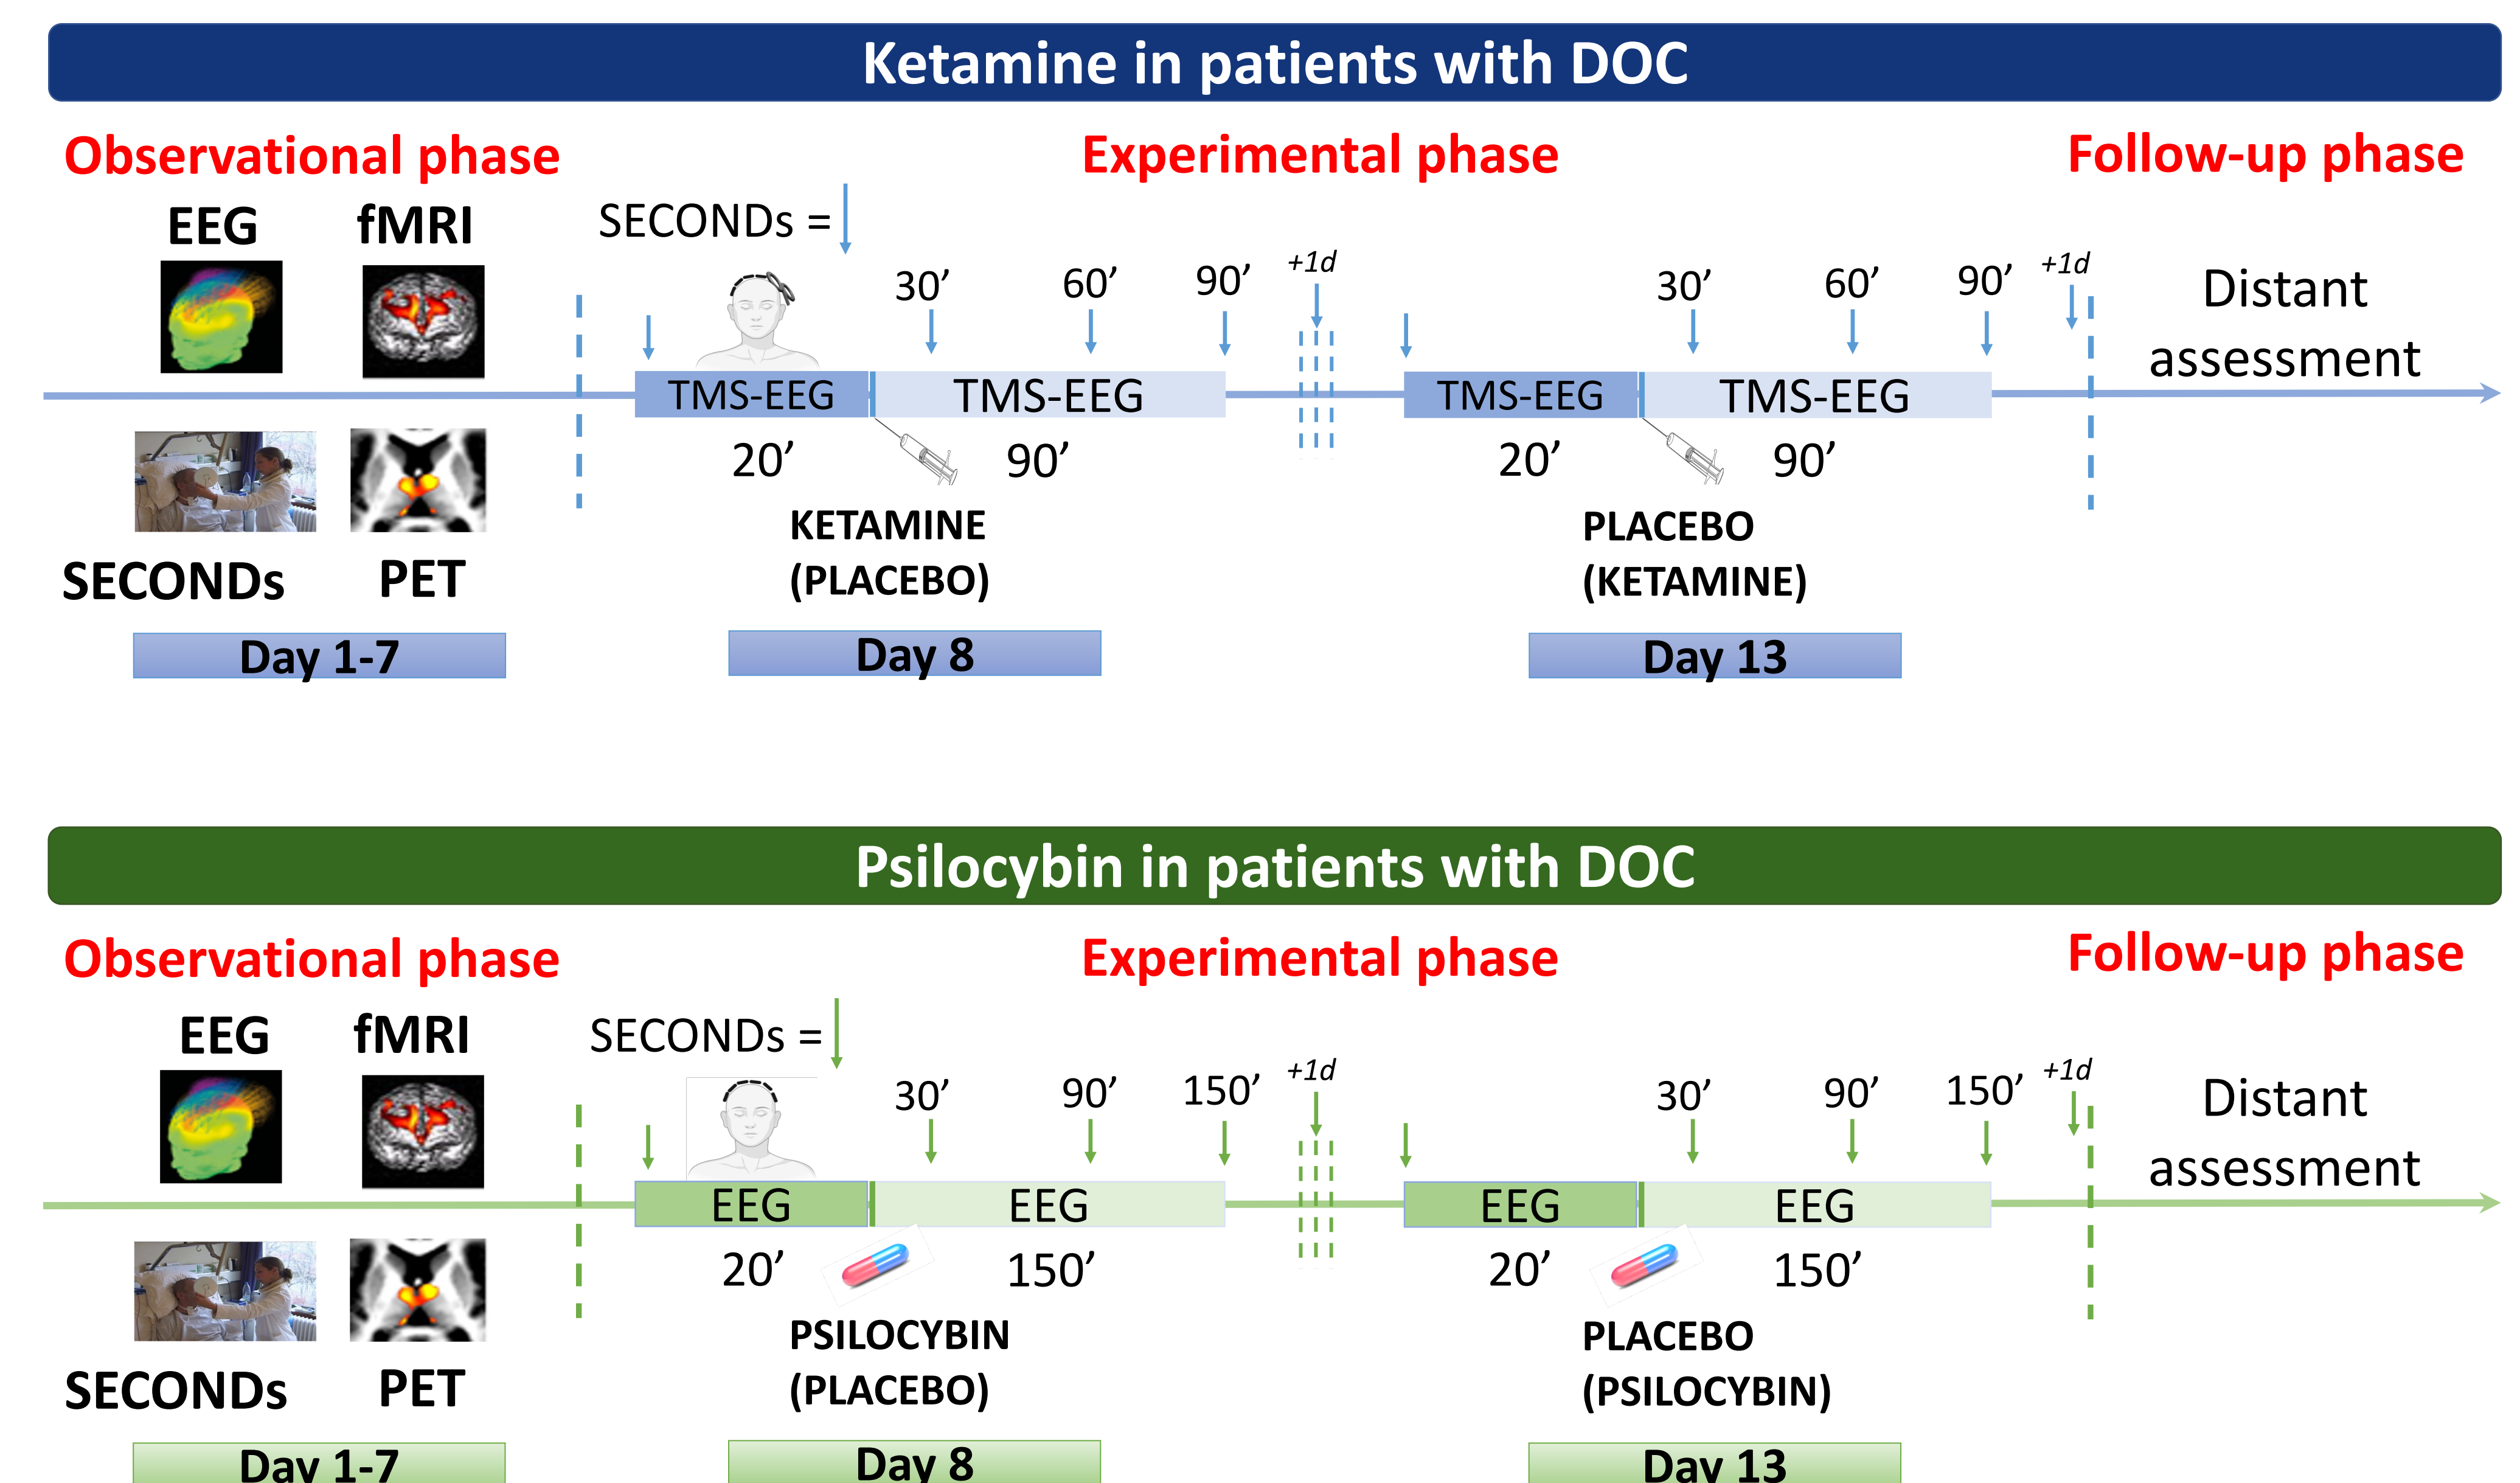 Ketamine in patients with DOC
Observational phase
Experimental phase
Follow-up phase
EEG
fMRI
SECONDs =
30’
60’
90’
+1d
30’
60’
90’
+1d
Distant
assessment
TMS-EEG
TMS-EEG
TMS-EEG
TMS-EEG
20’
90’
20’
90’
KETAMINE
(PLACEBO)
PLACEBO
(KETAMINE)
SECONDs
PET
Day 1-7
Day 8
Day 13
Psilocybin in patients with DOC
Observational phase
Experimental phase
Follow-up phase
EEG
fMRI
SECONDs =
30’
90’
150’
+1d
30’
90’
150’
+1d
Distant
assessment
EEG
EEG
EEG
EEG
20’
150’
20’
150’
PSILOCYBIN
(PLACEBO)
PLACEBO
(PSILOCYBIN)
SECONDs
PET
Day 1-7
Day 8
Day 13